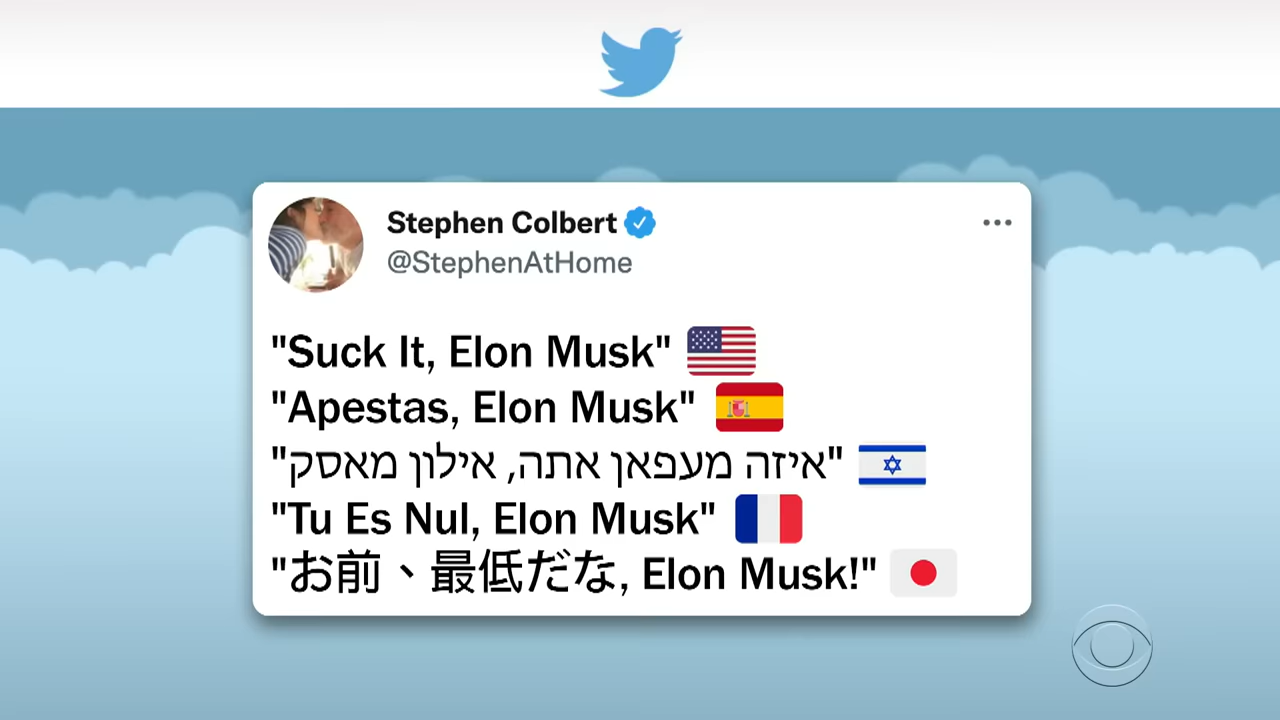 Stephen Colbert
@StephenAtHome
"Suck It, Elon Musk"
"Apestas, Elon Musk"
"איזה מעפאן אתה, אילון מאסק"
"Tu Es Nul, Elon Musk"
"お前、最低だな, Elon Musk!"